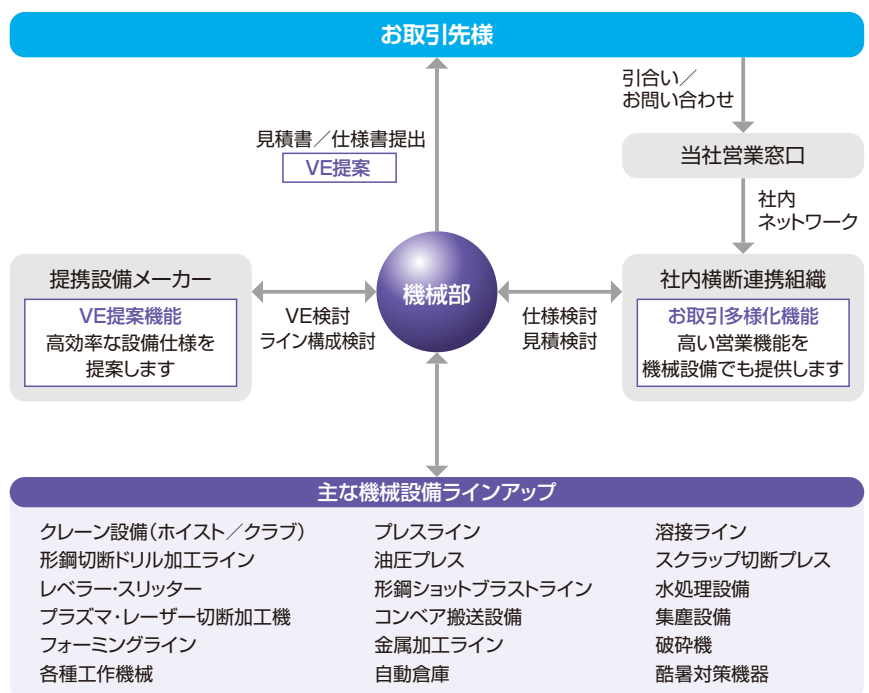 お取引先様
引合い／
お問い合わせ
見積書／仕様書提出
VE提案
当社営業窓口
社内
ネットワーク
提携設備メーカー
VE提案機能
高効率な設備仕様を
提案します
VE検討
ライン構成検討
機械部
仕様検討
見積検討
社内横断連携組織
お取引多様化機能
高い営業機能を
機械設備でも提供します
主な機械設備ラインアップ
クレーン設備（ホイスト／クラブ）
形鋼切断ドリル加工ライン
レベラー・スリッター
プラズマ・レーザー切断加工機
フォーミングライン
各種工作機械
プレスライン
油圧プレス
形鋼ショットブラストライン
コンベア搬送設備
金属加工ライン
自動倉庫
溶接ライン
スクラップ切断プレス
水処理設備
集塵設備
破砕機
酷暑対策機器